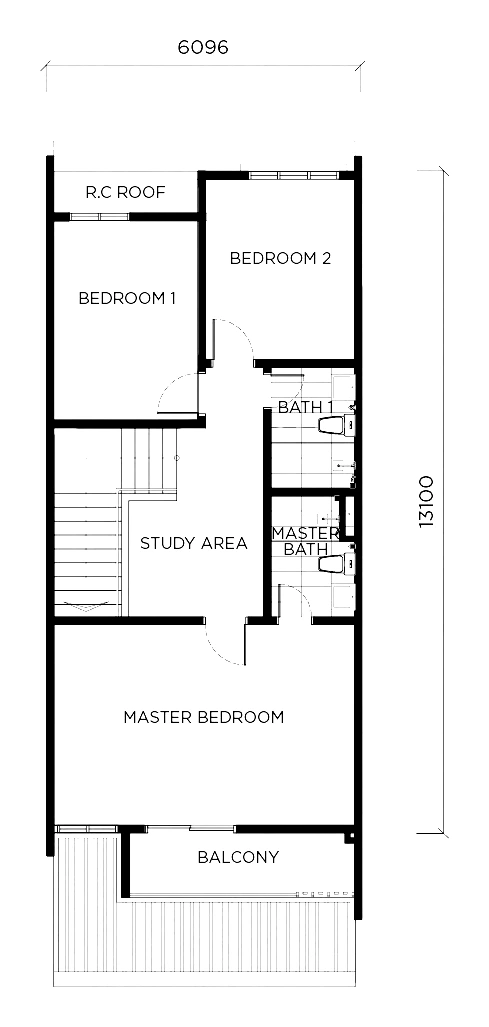 6096
R.C ROOF
BEDROOM 2
BEDROOM 1
BATH 1
13100
MASTER
BATH
STUDY AREA
MASTER BEDROOM
BALCONY